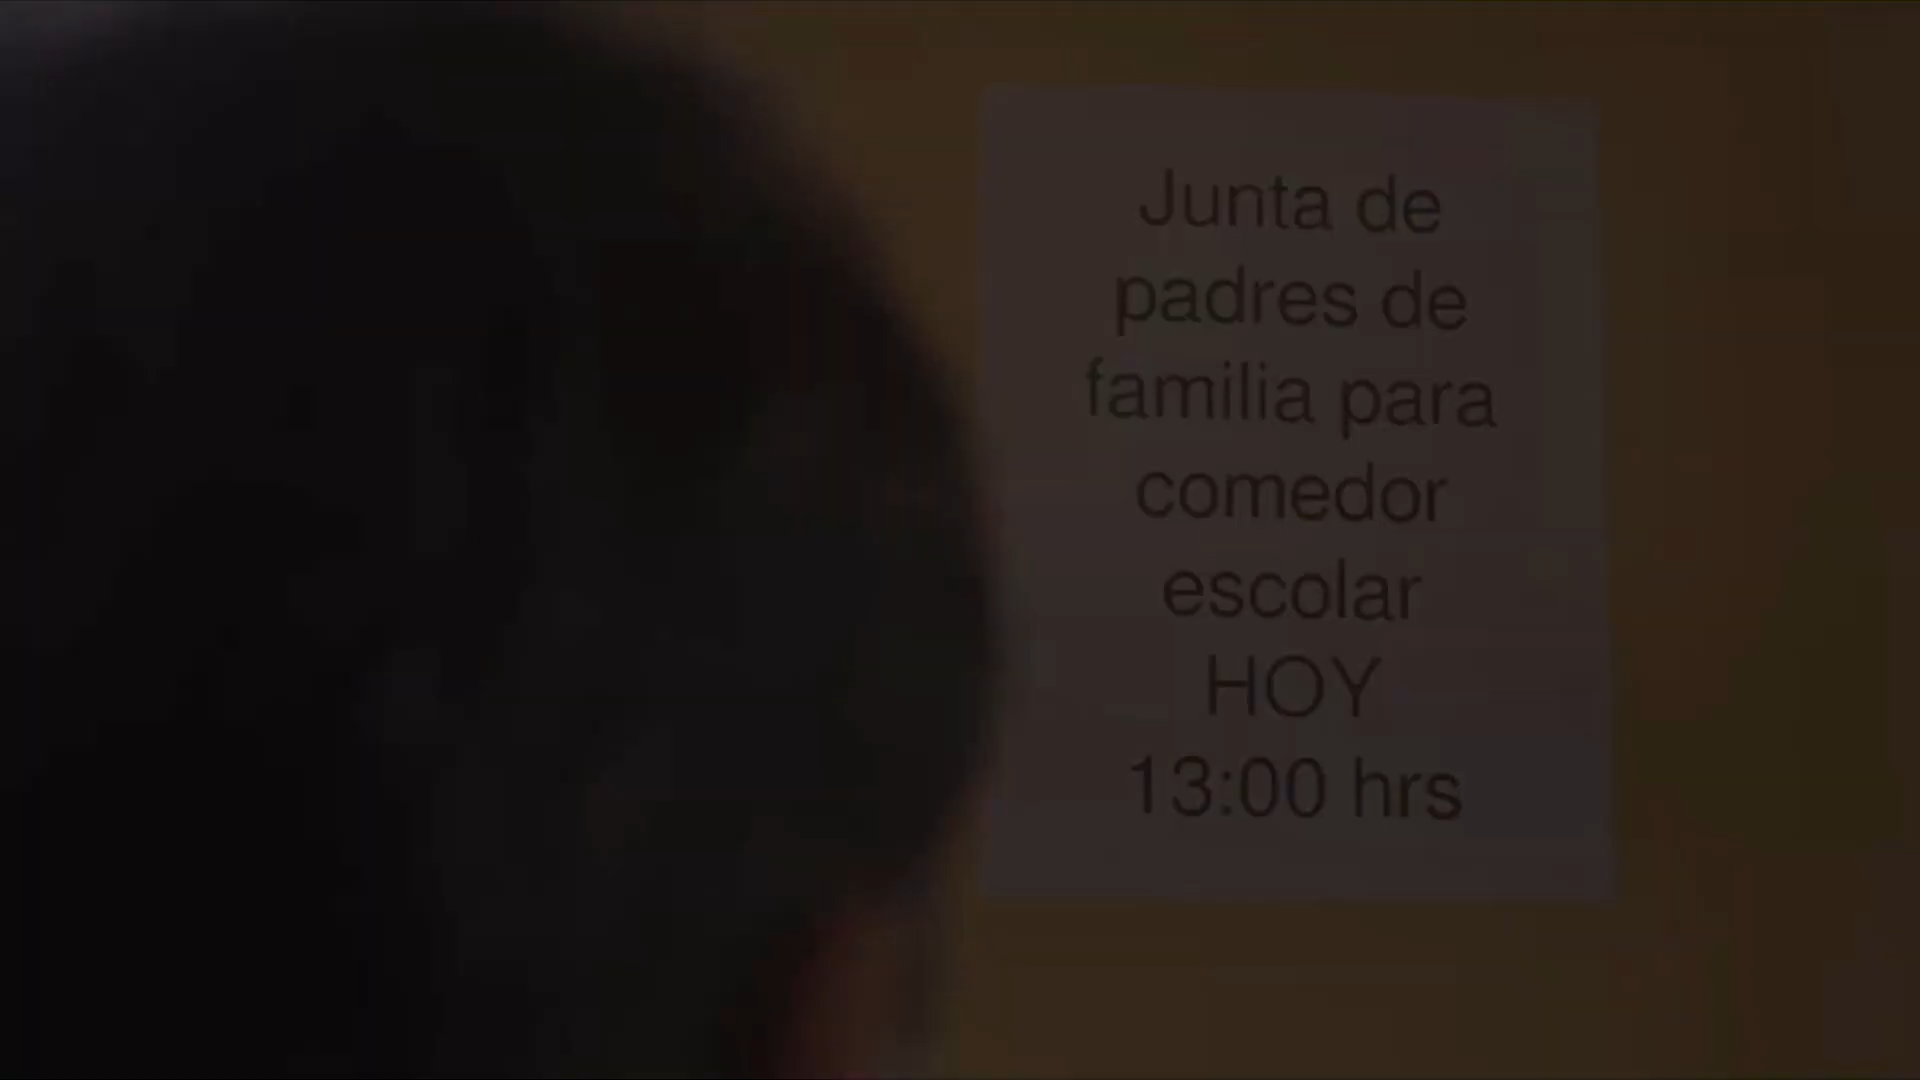 Junta de
padres de
familia para
comedor
escolar
HOY
13:00 hrs